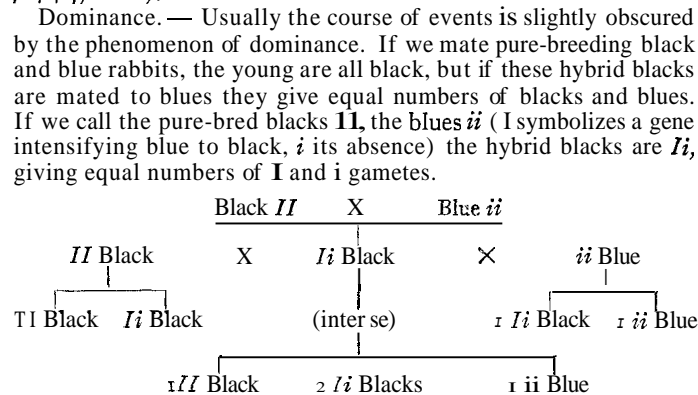 Dominance. — Usually the course of events is slightly obscured
by the phenomenon of dominance. If we mate pure-breeding black
and blue rabbits, the young are all black, but if these hybrid blacks
are mated to blues they give equal numbers of blacks and blues.
If we call the pure-bred blacks 11, the blues ii ( I symbolizes a gene
intensifying blue to black, i its absence) the hybrid blacks are Ii,
giving equal numbers of I and i gametes.
Black II X Blue ii
II Black X Ii Black × ii Blue
TI Black Ii Black (inter se) 1 Ii Black 1 ii Blue
1II Black 2 Ii Blacks 1 ii Blue